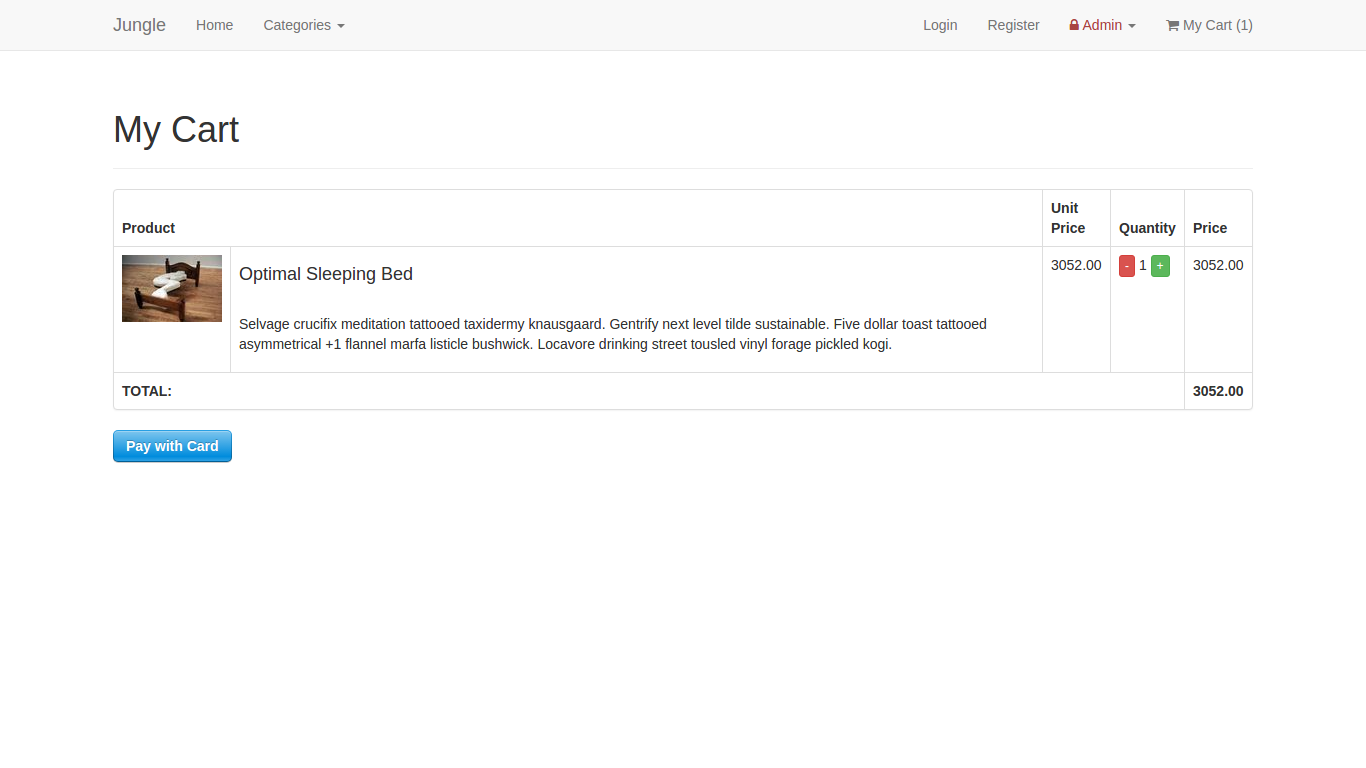 Jungle Home Categories Login Register Admin My Cart (1)
My Cart
Product Unit Price Quantity Price
Optimal Sleeping Bed 3052.00 - 1 + 3052.00
Selvage crucifix meditation tattooed taxidermy knausgaard. Gentrify next level tilde sustainable. Five dollar toast tattooed
asymmetrical +1 flannel marfa listicle bushwick. Locavore drinking street tousled vinyl forage pickled kogi.
TOTAL: 3052.00
Pay with Card